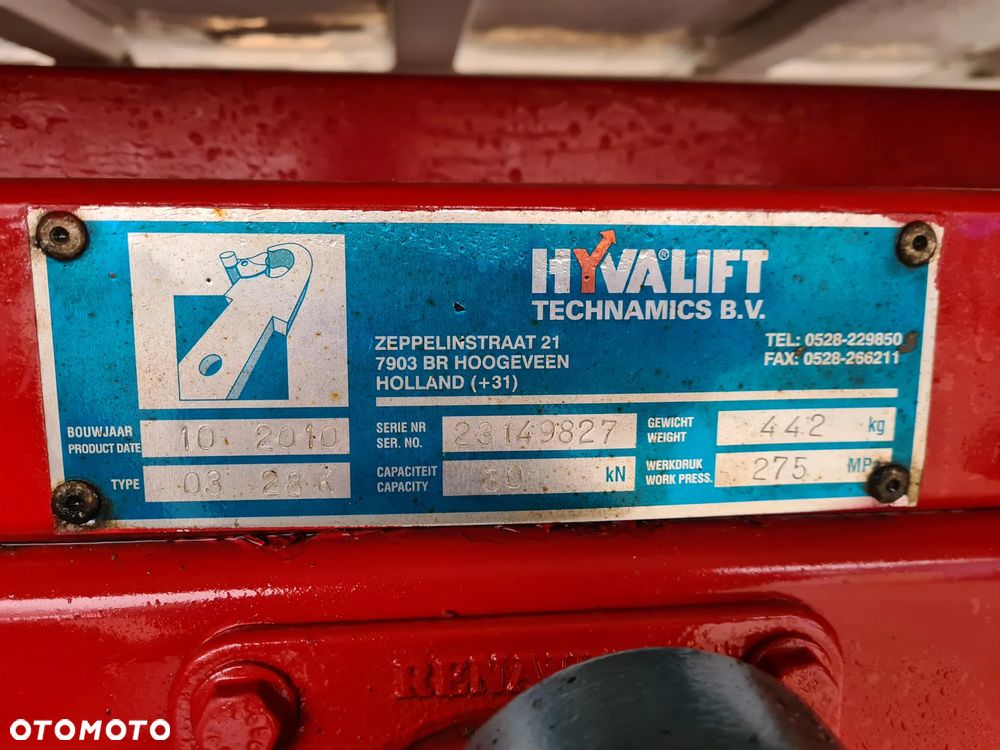 HYVALIFT®
TECHNAMICS B.V.
ZEPPELINSTRAAT 21
7903 BR HOOGEVEEN
HOLLAND (+31)
TEL: 0528-229850
FAX: 0528-266211
BOUWJAAR
PRODUCT DATE
10 2010
SERIE NR
SER. NO.
23149827
GEWICHT
WEIGHT
442 kg
TYPE
03 28 K
CAPACITEIT
CAPACITY
30 kN
WERKDRUK
WORK PRESS.
275
OTOMOTO